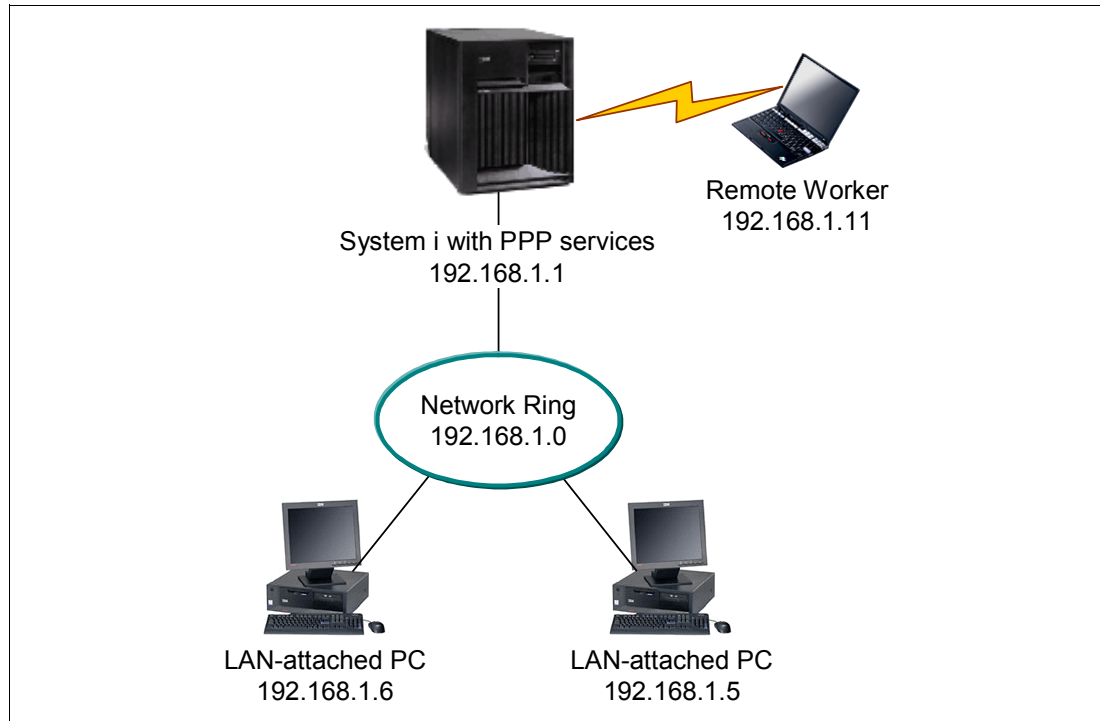 Remote Worker
192.168.1.11
System i with PPP services
192.168.1.1
Network Ring
192.168.1.0
LAN-attached PC
192.168.1.6
LAN-attached PC
192.168.1.5